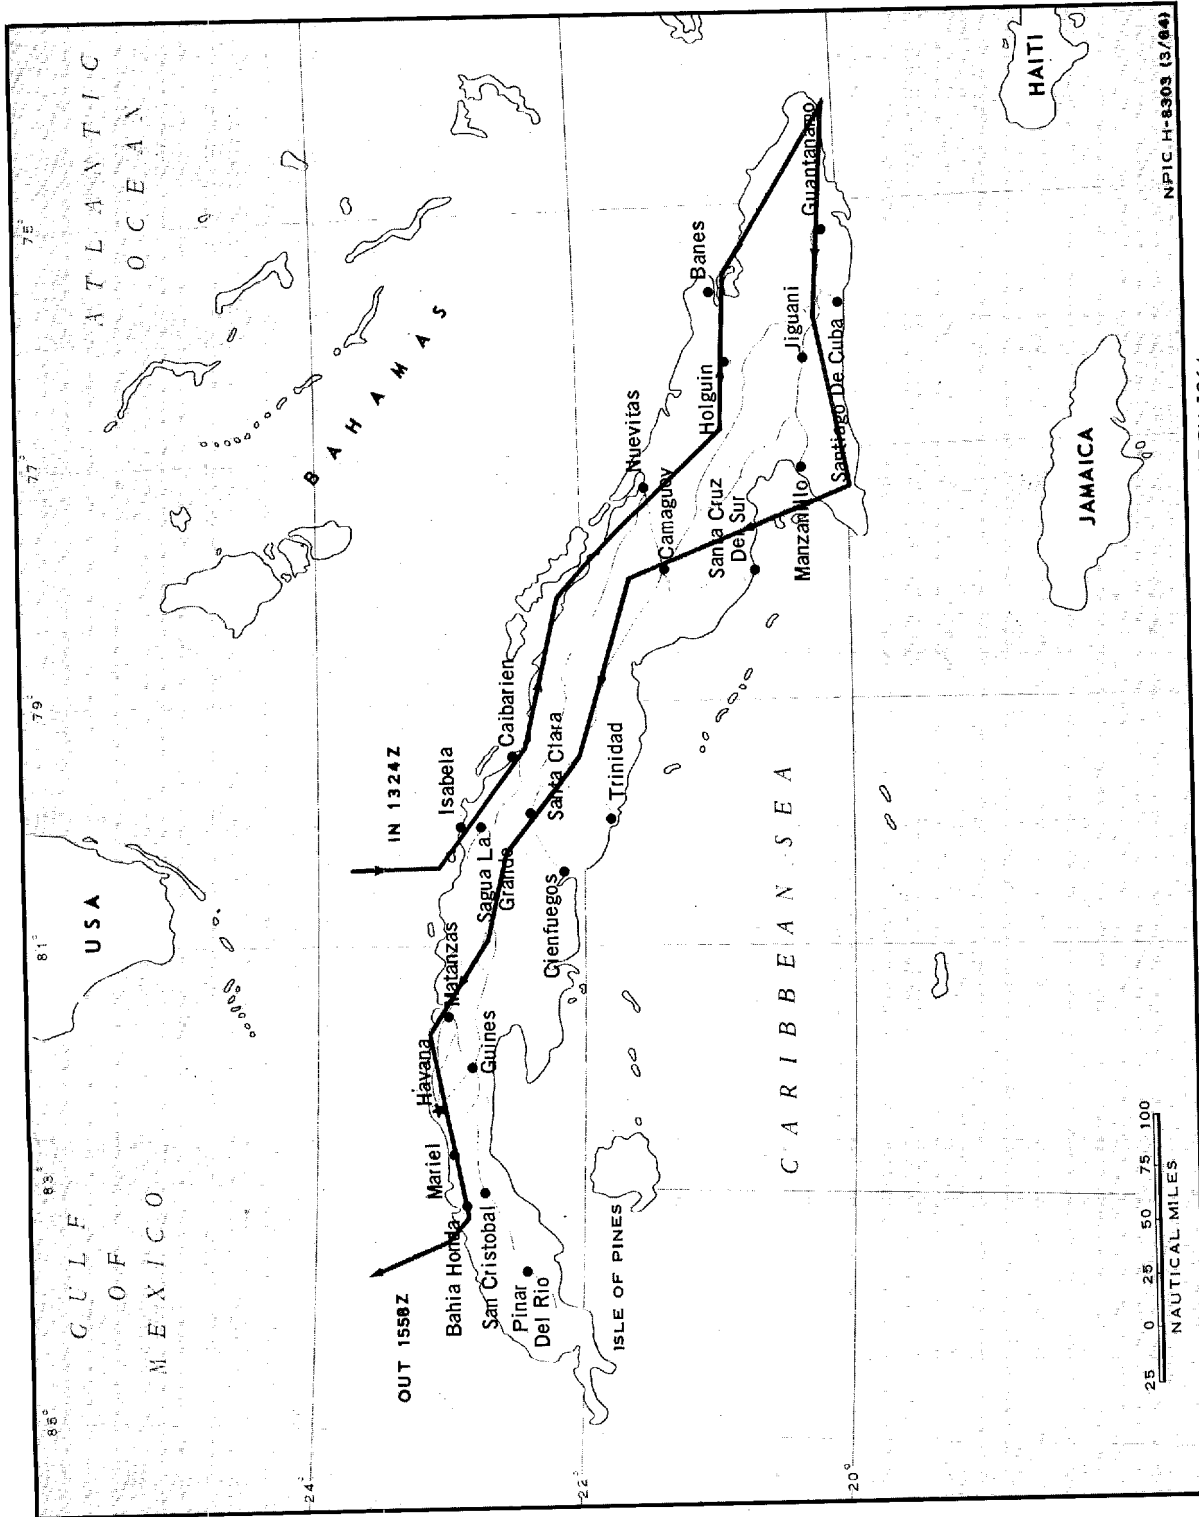 85°
83°
81°
79°
77°
75°
GULF
OF
MEXICO
USA
ATLANTIC
OCEAN
BAHAMAS
24°
22°
20°
OUT 1558Z
IN 1324Z
Havana
Mariel
Bahia Honda
San Cristobal
Pinar
Del Rio
Guines
Matanzas
Isabela
Sagua La
Grande
Caibarien
Santa Clara
Cienfuegos
Trinidad
Nuevitas
Camaguey
Santa Cruz
Del Sur
Holguin
Banes
Manzanillo
Jiguani
Santiago De Cuba
Guantanamo
ISLE OF PINES
CARIBBEAN SEA
JAMAICA
HAITI
25 0 25 50 75 100
NAUTICAL MILES
NPIC H-8303 (3/64)